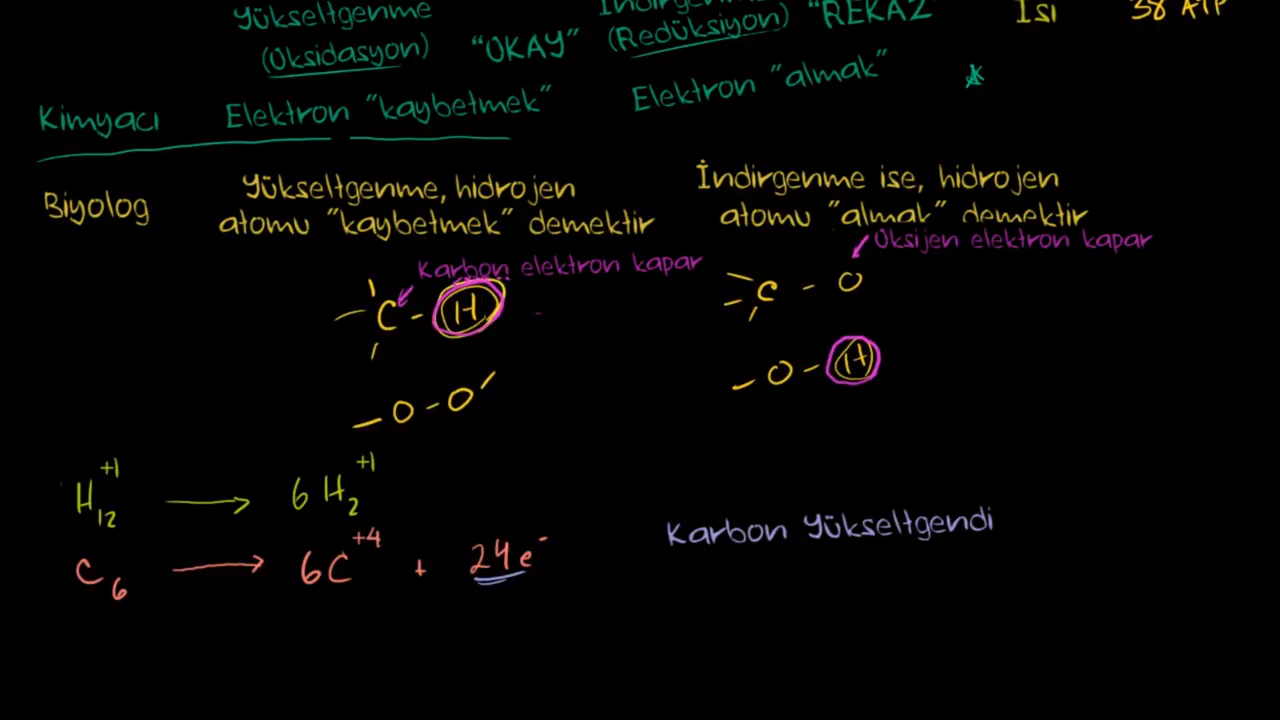 Yükseltgenme
İndirgenme
(Oksidasyon) "OKAY" (Redüksiyon) "REKAZ" Isı 38 ATP
Kimyacı Elektron "kaybetmek" Elektron "almak" *
Biyolog
Yükseltgenme, hidrojen
atomu "kaybetmek" demektir
İndirgenme ise, hidrojen
atomu "almak" demektir
Karbon elektron kapar
Oksijen elektron kapar
C - H
C - O
- O - O
- O - H
H₁₂⁺¹ → 6 H₂⁺¹
C₆ → 6C⁺⁴ + 24e⁻
Karbon Yükseltgendi